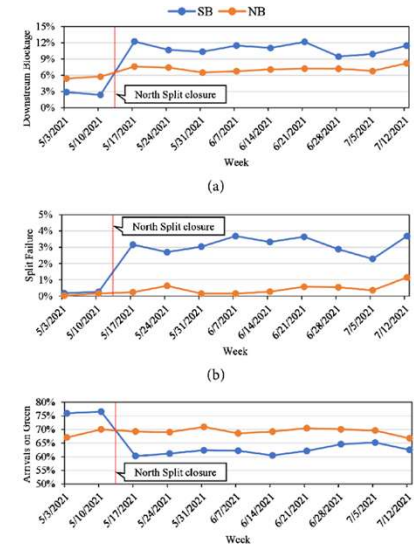 SB NB
Downstream Blockage
15%
12%
9%
6%
3%
0%
North Split closure
5/3/2021 5/10/2021 5/17/2021 5/24/2021 5/31/2021 6/7/2021 6/14/2021 6/21/2021 6/28/2021 7/5/2021 7/12/2021
Week
(a)
Split Failure
5%
4%
3%
2%
1%
0%
North Split closure
5/3/2021 5/10/2021 5/17/2021 5/24/2021 5/31/2021 6/7/2021 6/14/2021 6/21/2021 6/28/2021 7/5/2021 7/12/2021
Week
(b)
Arrivals on Green
80%
75%
70%
65%
60%
55%
50%
North Split closure
5/3/2021 5/10/2021 5/17/2021 5/24/2021 5/31/2021 6/7/2021 6/14/2021 6/21/2021 6/28/2021 7/5/2021 7/12/2021
Week